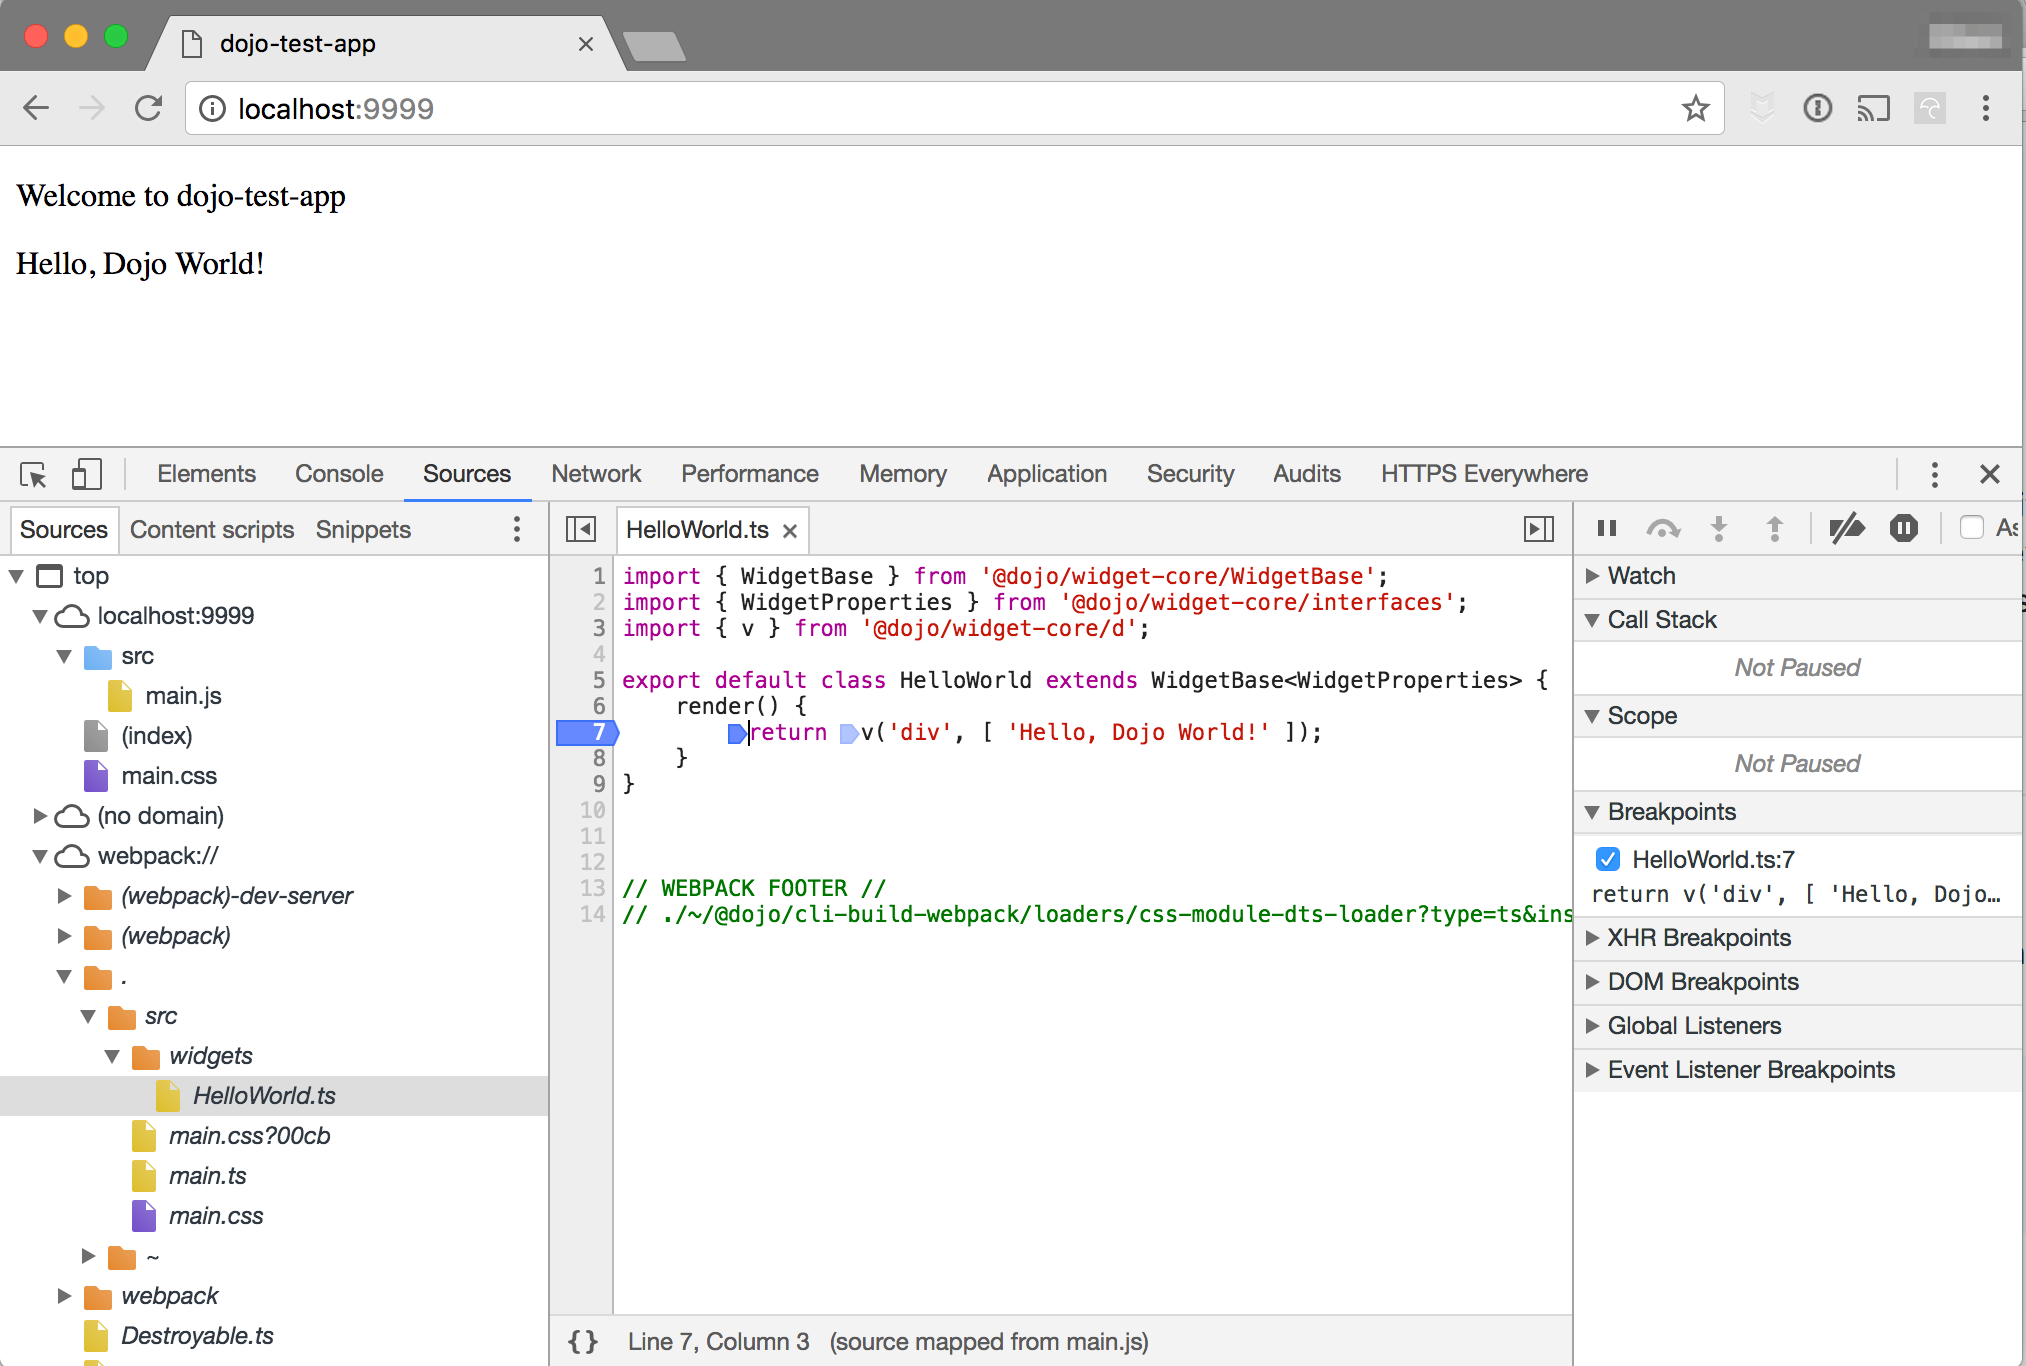 dojo-test-app
localhost:9999
Welcome to dojo-test-app
Hello, Dojo World!
Elements Console Sources Network Performance Memory Application Security Audits HTTPS Everywhere
Sources Content scripts Snippets
HelloWorld.ts
top
localhost:9999
src
main.js
(index)
main.css
(no domain)
webpack://
(webpack)-dev-server
(webpack)
.
src
widgets
HelloWorld.ts
main.css?00cb
main.ts
main.css
~
webpack
Destroyable.ts
1 import { WidgetBase } from '@dojo/widget-core/WidgetBase';
2 import { WidgetProperties } from '@dojo/widget-core/interfaces';
3 import { v } from '@dojo/widget-core/d';
4
5 export default class HelloWorld extends WidgetBase<WidgetProperties> {
6 render() {
7 return v('div', [ 'Hello, Dojo World!' ]);
8 }
9 }
10
11
12
13 // WEBPACK FOOTER //
14 // ./~/@dojo/cli-build-webpack/loaders/css-module-dts-loader?type=ts&ins
{} Line 7, Column 3 (source mapped from main.js)
As
Watch
Call Stack
Not Paused
Scope
Not Paused
Breakpoints
HelloWorld.ts:7
return v('div', [ 'Hello, Dojo…
XHR Breakpoints
DOM Breakpoints
Global Listeners
Event Listener Breakpoints